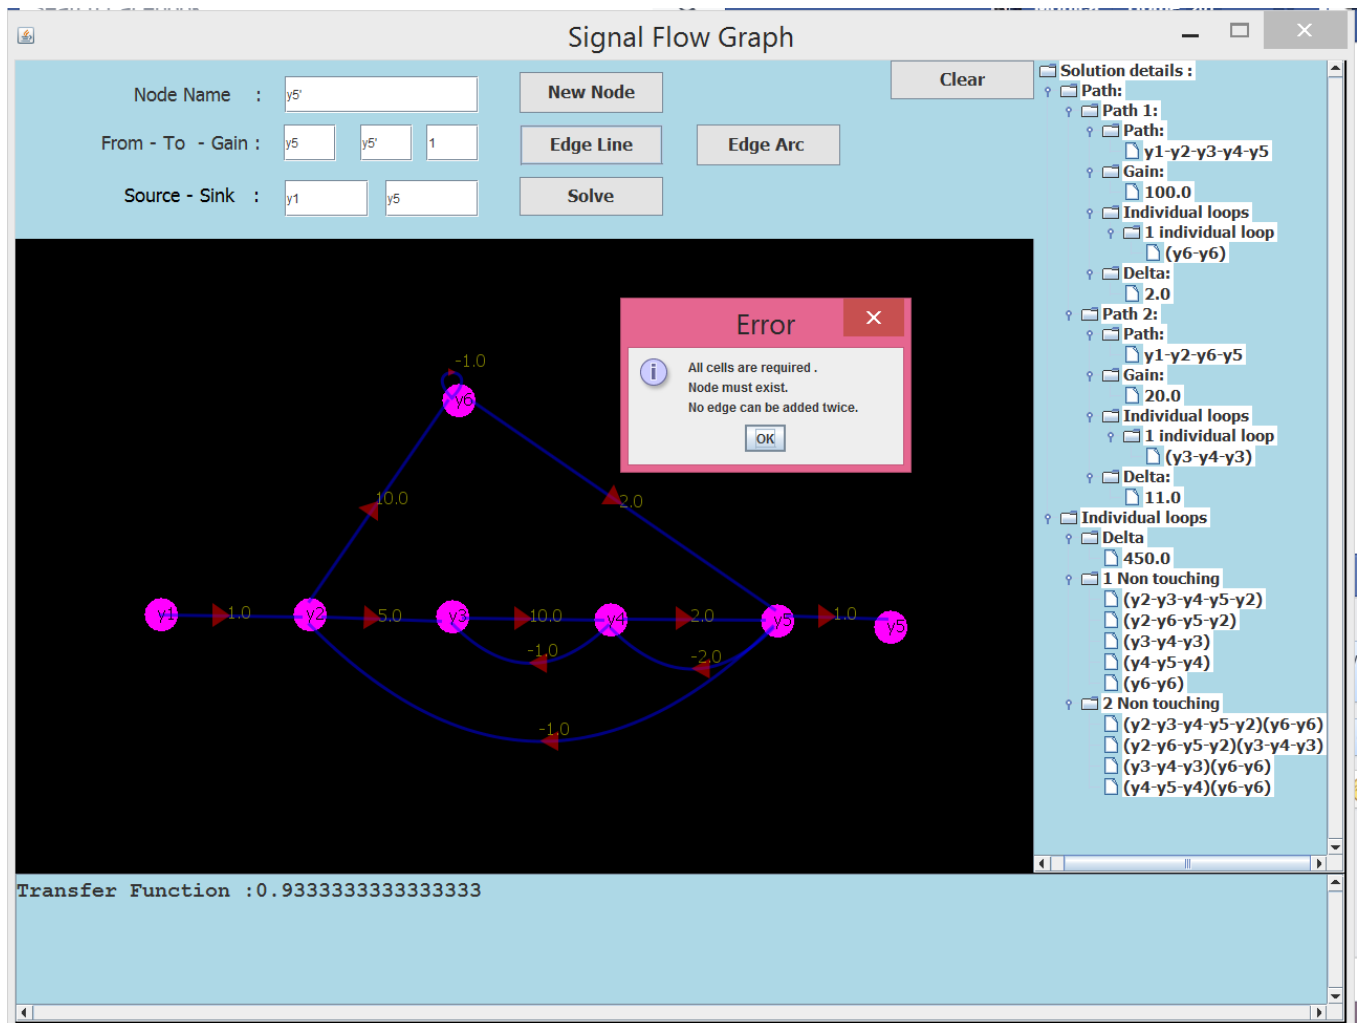 Signal Flow Graph
Node Name :
y5'
New Node
Clear
From - To - Gain :
y5
y5'
1
Edge Line
Edge Arc
Source - Sink :
y1
y5
Solve
Solution details :
Path:
Path 1:
Path:
y1-y2-y3-y4-y5
Gain:
100.0
Individual loops
1 individual loop
(y6-y6)
Delta:
2.0
Path 2:
Path:
y1-y2-y6-y5
Gain:
20.0
Individual loops
1 individual loop
(y3-y4-y3)
Delta:
11.0
Individual loops
Delta
450.0
1 Non touching
(y2-y3-y4-y5-y2)
(y2-y6-y5-y2)
(y3-y4-y3)
(y4-y5-y4)
(y6-y6)
2 Non touching
(y2-y3-y4-y5-y2)(y6-y6)
(y2-y6-y5-y2)(y3-y4-y3)
(y3-y4-y3)(y6-y6)
(y4-y5-y4)(y6-y6)
Error
All cells are required .
Node must exist.
No edge can be added twice.
OK
-1.0
y6
10.0
2.0
y1
1.0
y2
5.0
y3
10.0
y4
2.0
y5
1.0
y5
-1.0
-2.0
-1.0
Transfer Function :0.9333333333333333